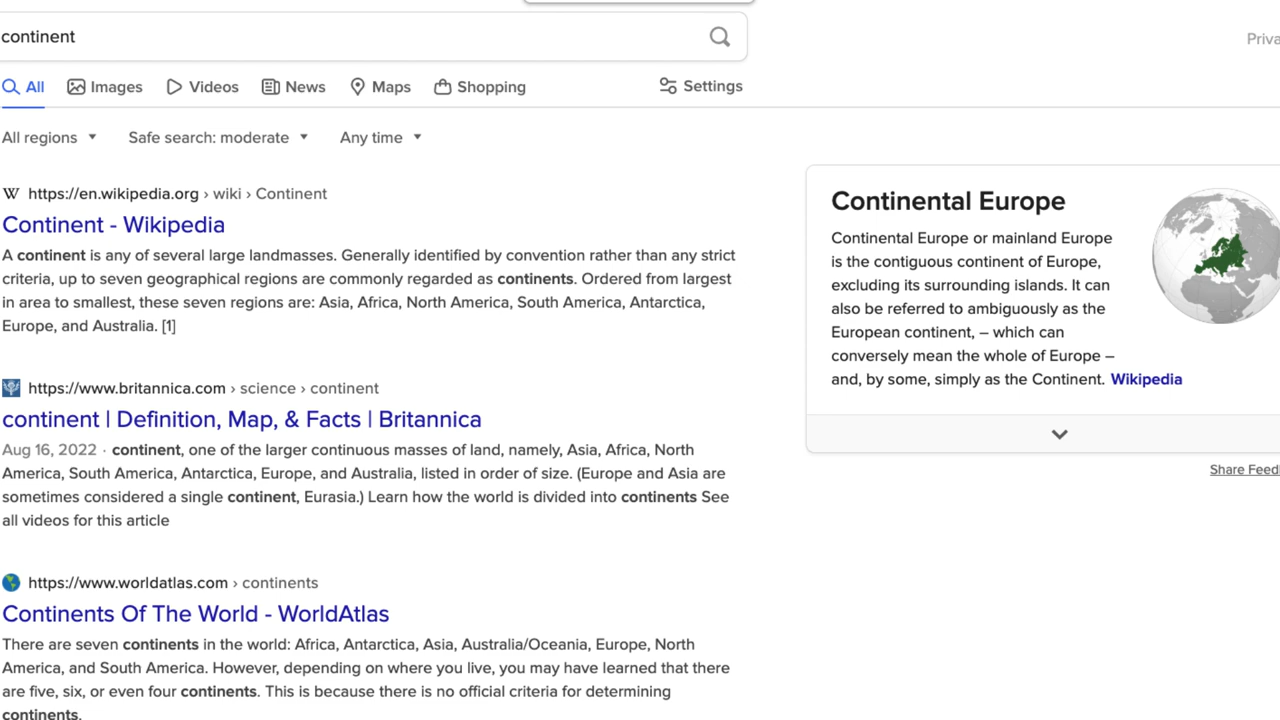 continent
Priva
All
Images
Videos
News
Maps
Shopping
Settings
All regions
Safe search: moderate
Any time
W https://en.wikipedia.org › wiki › Continent
Continent - Wikipedia
A continent is any of several large landmasses. Generally identified by convention rather than any strict
criteria, up to seven geographical regions are commonly regarded as continents. Ordered from largest
in area to smallest, these seven regions are: Asia, Africa, North America, South America, Antarctica,
Europe, and Australia. [1]
https://www.britannica.com › science › continent
continent | Definition, Map, & Facts | Britannica
Aug 16, 2022 · continent, one of the larger continuous masses of land, namely, Asia, Africa, North
America, South America, Antarctica, Europe, and Australia, listed in order of size. (Europe and Asia are
sometimes considered a single continent, Eurasia.) Learn how the world is divided into continents See
all videos for this article
https://www.worldatlas.com › continents
Continents Of The World - WorldAtlas
There are seven continents in the world: Africa, Antarctica, Asia, Australia/Oceania, Europe, North
America, and South America. However, depending on where you live, you may have learned that there
are five, six, or even four continents. This is because there is no official criteria for determining
continents.
Continental Europe
Continental Europe or mainland Europe
is the contiguous continent of Europe,
excluding its surrounding islands. It can
also be referred to ambiguously as the
European continent, – which can
conversely mean the whole of Europe –
and, by some, simply as the Continent. Wikipedia
Share Feed